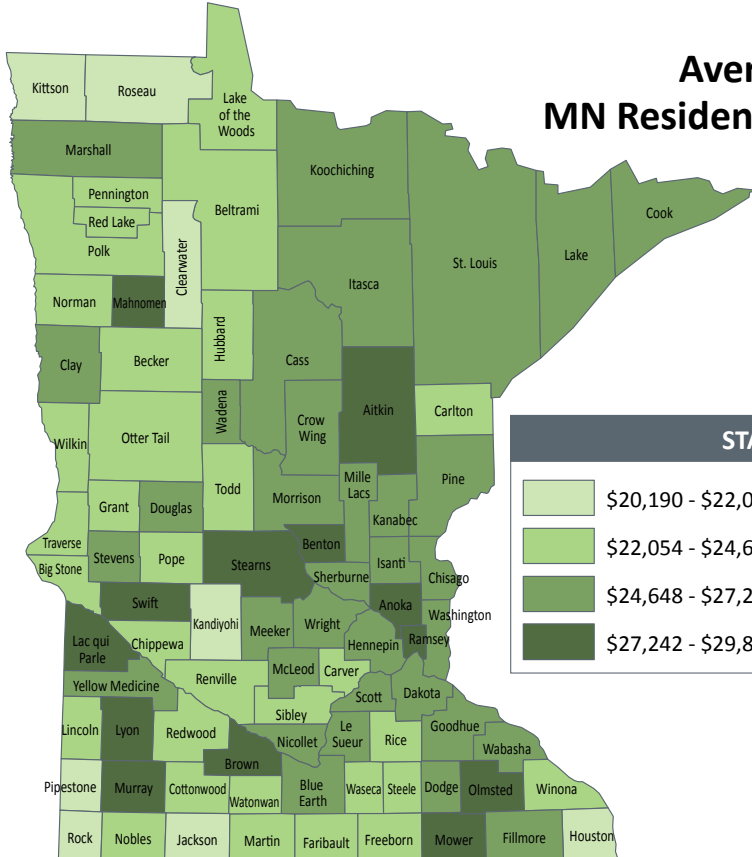 Aver
MN Residen
Kittson
Roseau
Lake
of the
Woods
Marshall
Koochiching
Pennington
Red Lake
Polk
Beltrami
Clearwater
Cook
Lake
St. Louis
Itasca
Norman
Mahnomen
Hubbard
Clay
Becker
Cass
Wadena
Aitkin
Carlton
Crow
Wing
Wilkin
Otter Tail
Todd
Mille
Lacs
Pine
Morrison
Grant
Douglas
Kanabec
Traverse
Stevens
Pope
Stearns
Benton
Isanti
Big Stone
Sherburne
Chisago
Swift
Kandiyohi
Anoka
Washington
Lac qui
Parle
Chippewa
Meeker
Wright
Hennepin
Ramsey
Renville
McLeod
Carver
Yellow Medicine
Scott
Dakota
Sibley
Lincoln
Lyon
Redwood
Nicollet
Le
Sueur
Rice
Goodhue
Wabasha
Brown
Pipestone
Murray
Cottonwood
Watonwan
Blue
Earth
Waseca
Steele
Dodge
Olmsted
Winona
Rock
Nobles
Jackson
Martin
Faribault
Freeborn
Mower
Fillmore
Houston
STA
$20,190 - $22,0
$22,054 - $24,6
$24,648 - $27,2
$27,242 - $29,8